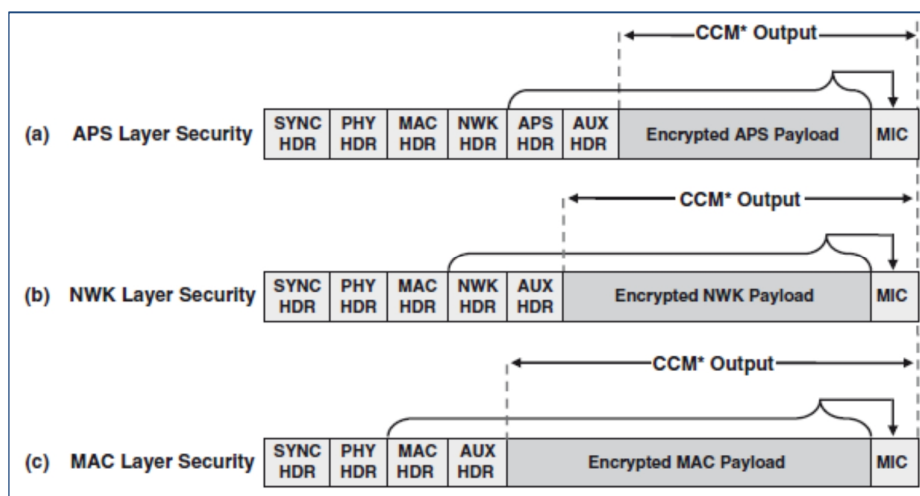 CCM* Output
(a) APS Layer Security
SYNC HDR PHY HDR MAC HDR NWK HDR APS HDR AUX HDR Encrypted APS Payload MIC
CCM* Output
(b) NWK Layer Security
SYNC HDR PHY HDR MAC HDR NWK HDR AUX HDR Encrypted NWK Payload MIC
CCM* Output
(c) MAC Layer Security
SYNC HDR PHY HDR MAC HDR AUX HDR Encrypted MAC Payload MIC